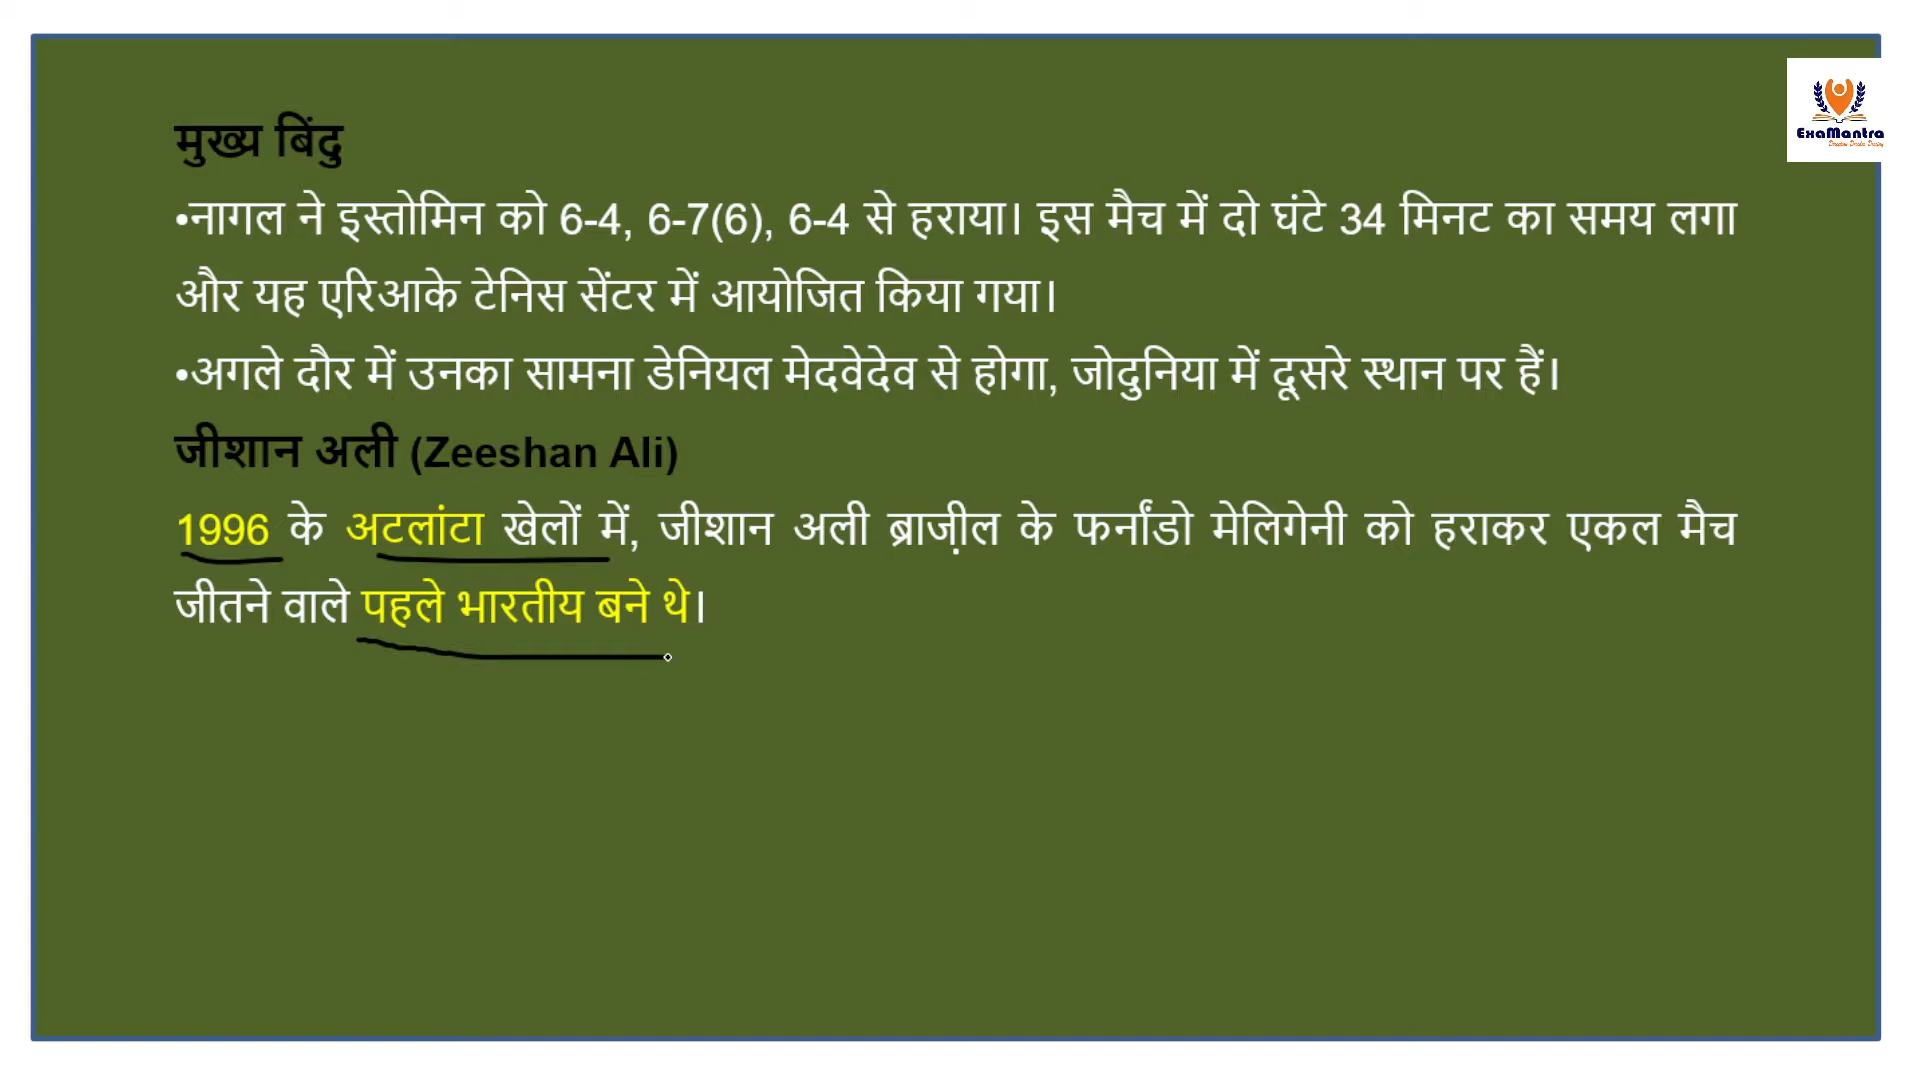 मुख्य बिंदु
•नागल ने इस्तोमिन को 6-4, 6-7(6), 6-4 से हराया। इस मैच में दो घंटे 34 मिनट का समय लगा
और यह एरिआके टेनिस सेंटर में आयोजित किया गया।
•अगले दौर में उनका सामना डेनियल मेदवेदेव से होगा, जोदुनिया में दूसरे स्थान पर हैं।
जीशान अली (Zeeshan Ali)
1996 के अटलांटा खेलों में, जीशान अली ब्राज़ील के फर्नांडो मेलिगेनी को हराकर एकल मैच
जीतने वाले पहले भारतीय बने थे।
ExaMantra